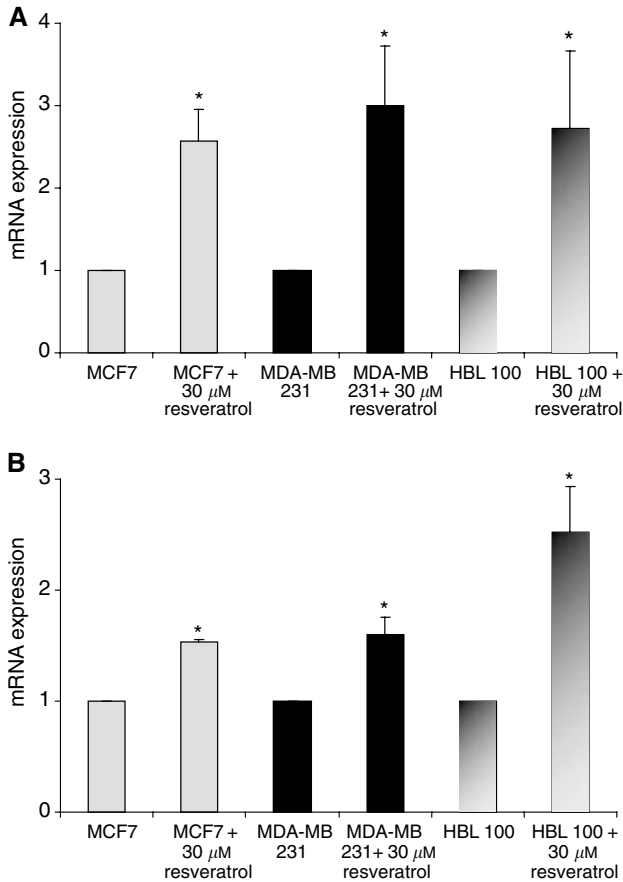 A
4
3
2
1
0
mRNA expression
*
*
*
MCF7
MCF7 +
30 μM
resveratrol
MDA-MB
231
MDA-MB
231+ 30 μM
resveratrol
HBL 100
HBL 100 +
30 μM
resveratrol
B
3
2
1
0
mRNA expression
*
*
*
MCF7
MCF7 +
30 μM
resveratrol
MDA-MB
231
MDA-MB
231+ 30 μM
resveratrol
HBL 100
HBL 100 +
30 μM
resveratrol